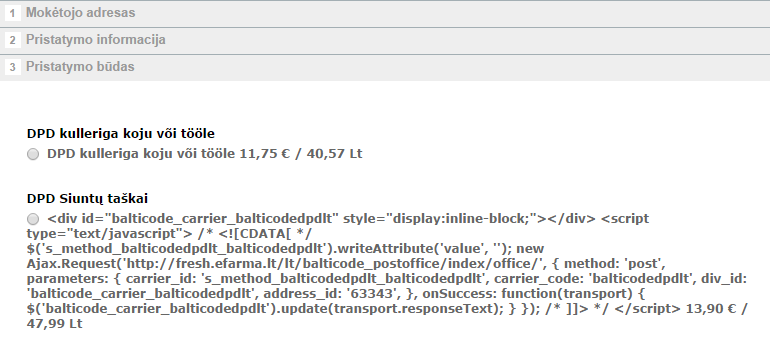 1 Mokėtojo adresas
2 Pristatymo informacija
3 Pristatymo būdas
DPD kulleriga koju või tööle
DPD kulleriga koju või tööle 11,75 € / 40,57 Lt
DPD Siuntų taškai
<div id="balticode_carrier_balticodedpdlt" style="display:inline-block;"></div> <script
type="text/javascript"> /* <![CDATA[ */
$('s_method_balticodedpdlt_balticodedpdlt').writeAttribute('value', ''); new
Ajax.Request('http://fresh.efarma.lt/lt/balticode_postoffice/index/office/', { method: 'post',
parameters: { carrier_id: 's_method_balticodedpdlt_balticodedpdlt', carrier_code: 'balticodedpdlt', div_id:
'balticode_carrier_balticodedpdlt', address_id: '63343', }, onSuccess: function(transport) {
$('balticode_carrier_balticodedpdlt').update(transport.responseText); } }); /* ]]> */ </script> 13,90 € /
47,99 Lt